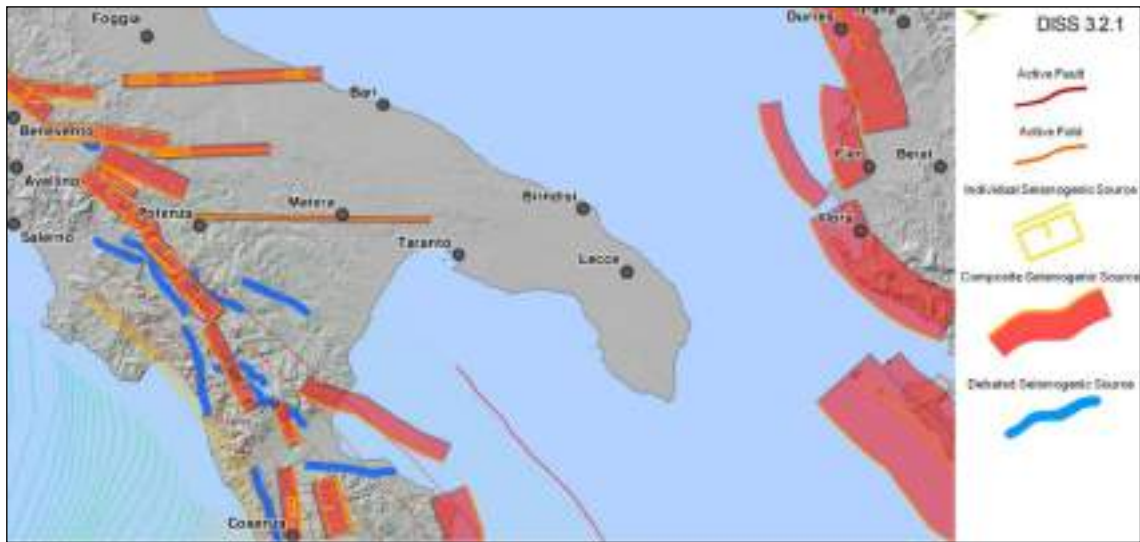 Foggia
Durres
DISS 3.2.1
Active Fault
Bari
Active Fold
Benevento
Fier
Berat
Avellino
Individual Seismogenic Source
Matera
Brindisi
Potenza
Vlora
Salerno
Taranto
Lecce
Composite Seismogenic Source
Debated Seismogenic Source
Cosenza